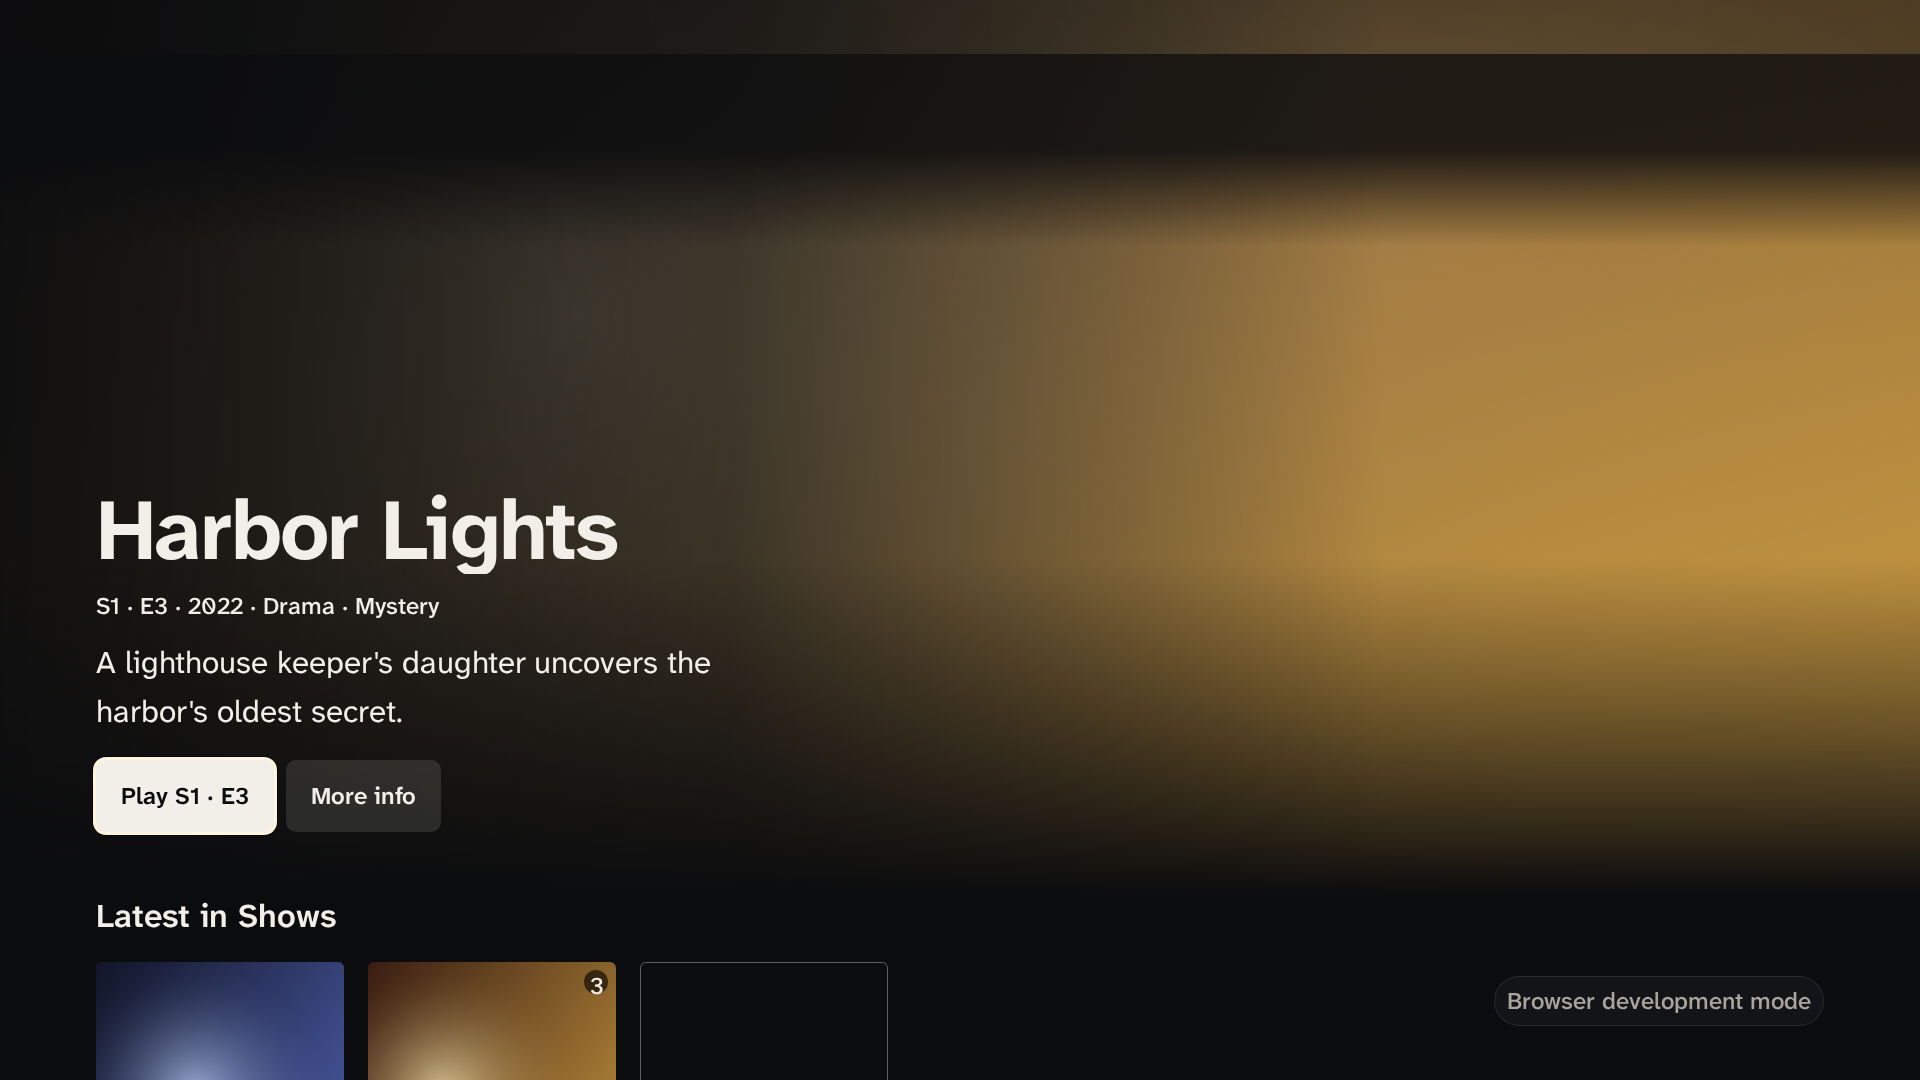 Harbor Lights
S1 · E3 · 2022 · Drama · Mystery
A lighthouse keeper's daughter uncovers the
harbor's oldest secret.
Play S1 · E3
More info
Latest in Shows
3
Browser development mode